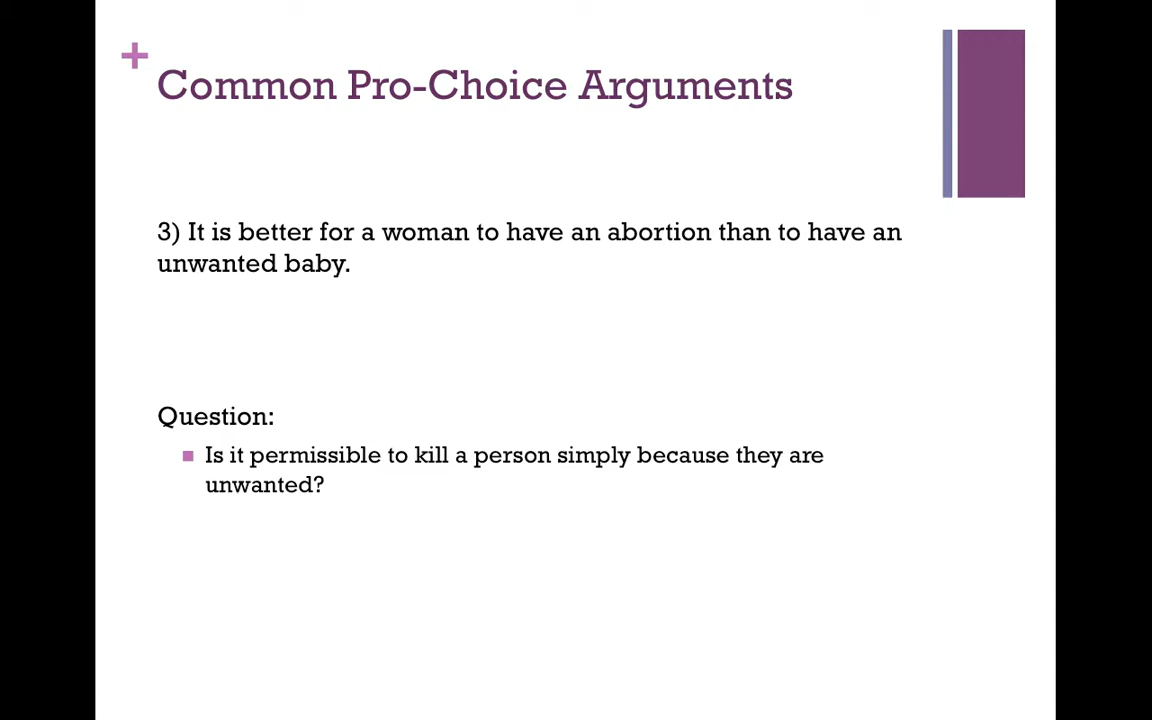 +
Common Pro-Choice Arguments
3) It is better for a woman to have an abortion than to have an
unwanted baby.
Question:
Is it permissible to kill a person simply because they are
unwanted?